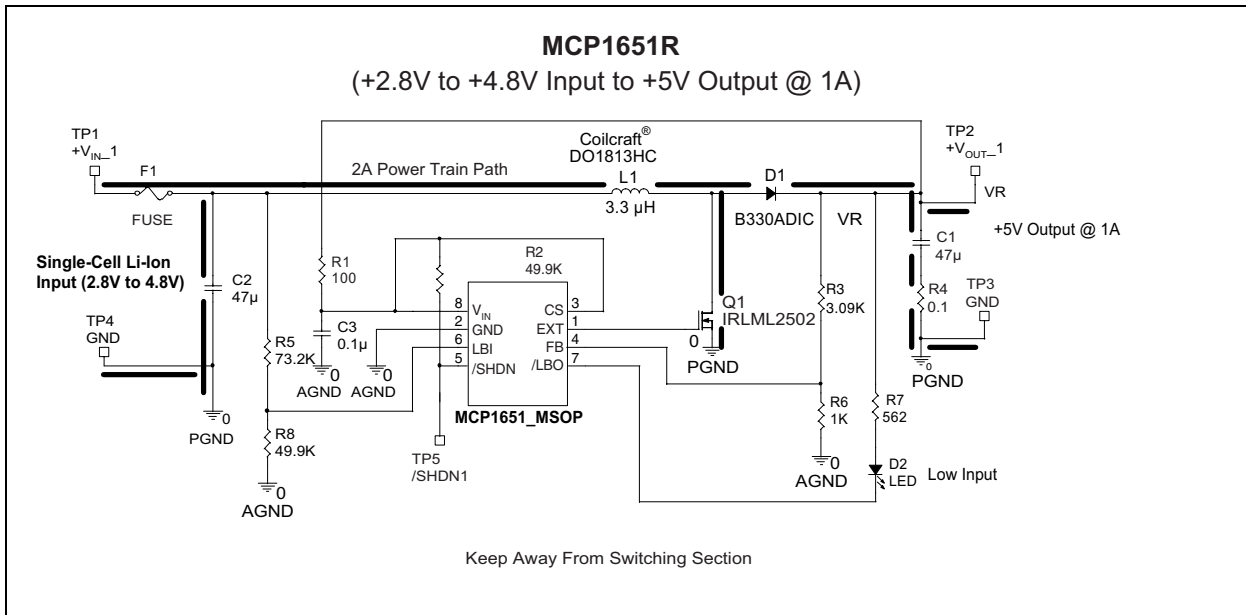 MCP1651R
(+2.8V to +4.8V Input to +5V Output @ 1A)
TP1
+VIN_1
F1
FUSE
2A Power Train Path
Coilcraft®
DO1813HC
L1
3.3 µH
D1
B330ADIC
VR
TP2
+VOUT_1
VR
+5V Output @ 1A
C1
47µ
R4
0.1
TP3
GND
0
PGND
Single-Cell Li-Ion
Input (2.8V to 4.8V)
C2
47µ
TP4
GND
0
PGND
R5
73.2K
R8
49.9K
0
AGND
R1
100
C3
0.1µ
0
AGND
0
AGND
R2
49.9K
8
VIN
2
GND
6
LBI
5
/SHDN
CS
3
EXT
1
FB
4
/LBO
7
MCP1651_MSOP
TP5
/SHDN1
Q1
IRLML2502
0
0
PGND
R3
3.09K
R6
1K
0
AGND
R7
562
D2
LED
Low Input
Keep Away From Switching Section